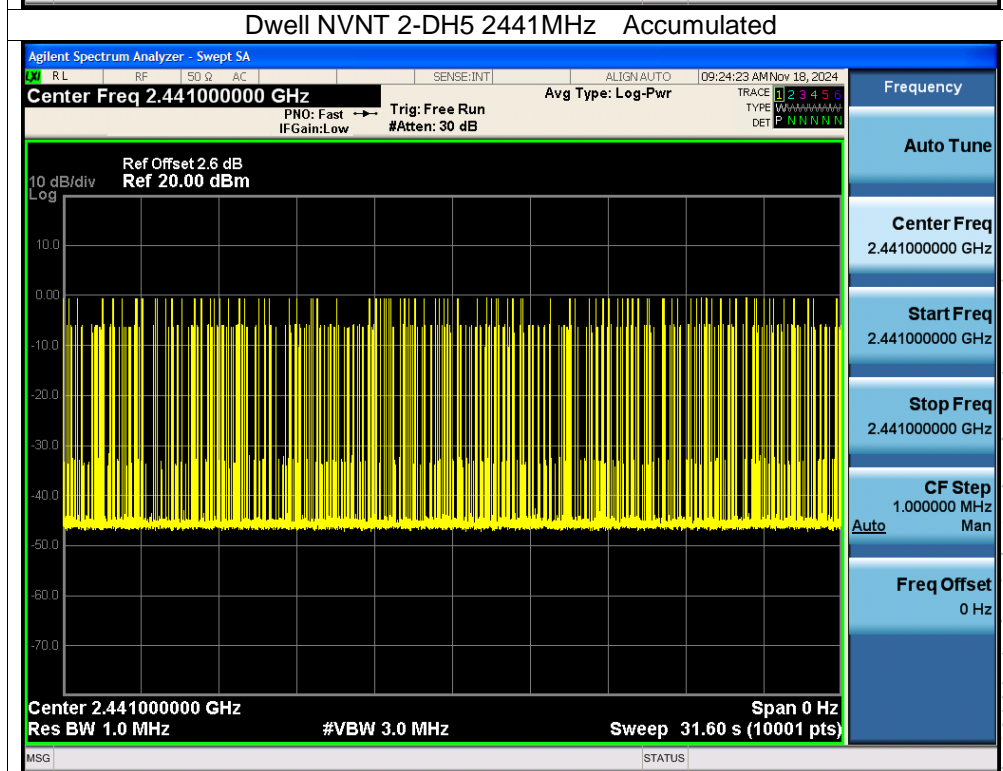 Dwell NVNT 2-DH5 2441MHz Accumulated
Agilent Spectrum Analyzer - Swept SA
LXI RL RF 50 Ω AC SENSE:INT ALIGN AUTO 09:24:23 AM Nov 18, 2024
Center Freq 2.441000000 GHz
PNO: Fast
IFGain:Low
Trig: Free Run
#Atten: 30 dB
Avg Type: Log-Pwr
TRACE 1 2 3 4 5 6
TYPE W
DET P N N N N N
Ref Offset 2.6 dB
10 dB/div Ref 20.00 dBm
Log
10.0
0.00
-10.0
-20.0
-30.0
-40.0
-50.0
-60.0
-70.0
Center 2.441000000 GHz Span 0 Hz
Res BW 1.0 MHz #VBW 3.0 MHz Sweep 31.60 s (10001 pts)
MSG STATUS
Frequency
Auto Tune
Center Freq
2.441000000 GHz
Start Freq
2.441000000 GHz
Stop Freq
2.441000000 GHz
CF Step
1.000000 MHz
Auto Man
Freq Offset
0 Hz